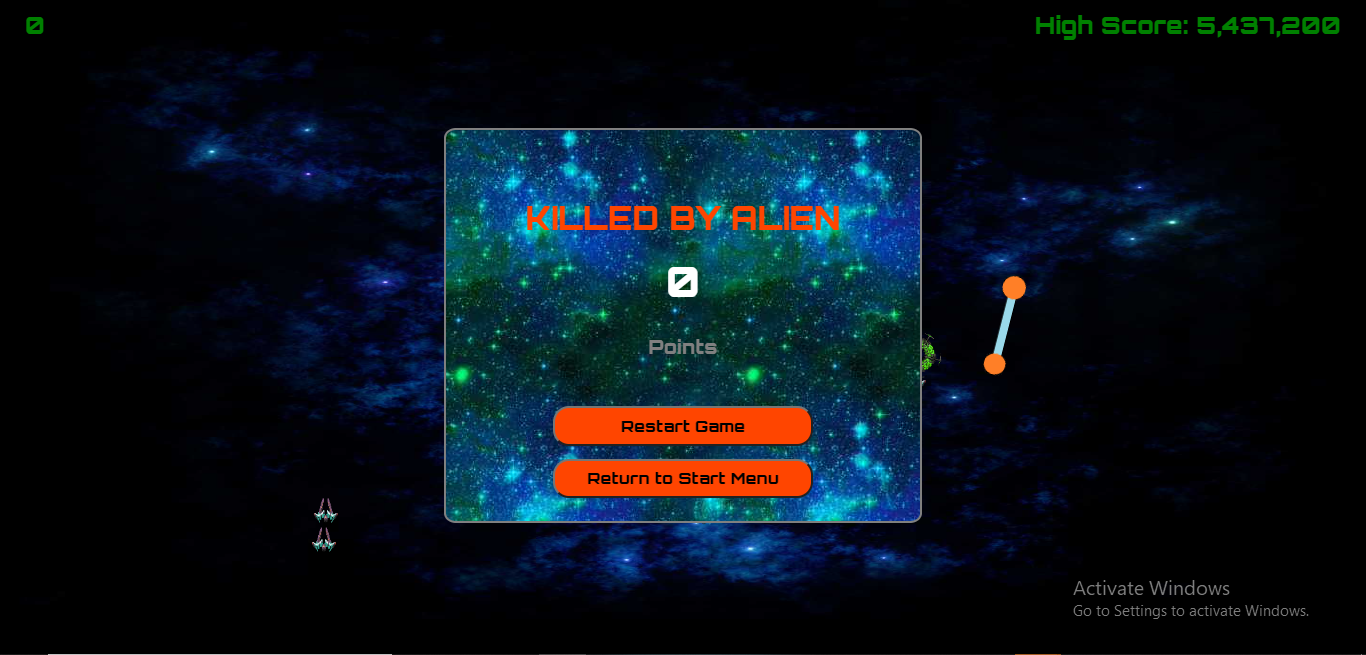 0
High Score: 5,437,200
KILLED BY ALIEN
0
Points
Restart Game
Return to Start Menu
Activate Windows
Go to Settings to activate Windows.